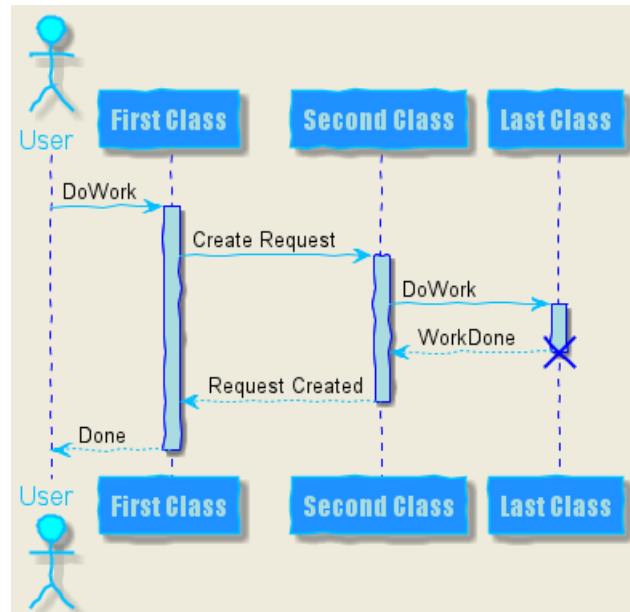 User
First Class
Second Class
Last Class
DoWork
Create Request
DoWork
WorkDone
Request Created
Done
User
First Class
Second Class
Last Class